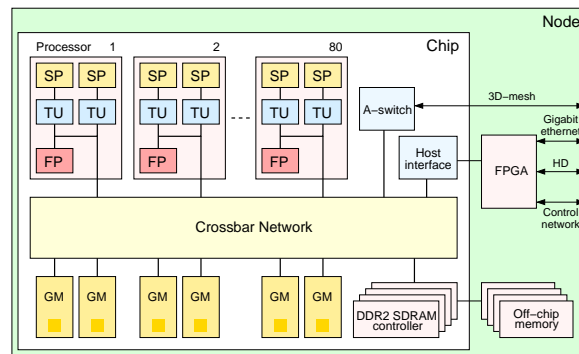 Node
Chip
Processor 1 2 80
SP SP SP SP SP SP
TU TU TU TU TU TU
FP FP FP
A−switch
3D−mesh
Host
interface
FPGA
Gigabit
ethernet
HD
Control
network
Crossbar Network
GM GM GM GM GM GM
DDR2 SDRAM
controller
Off−chip
memory